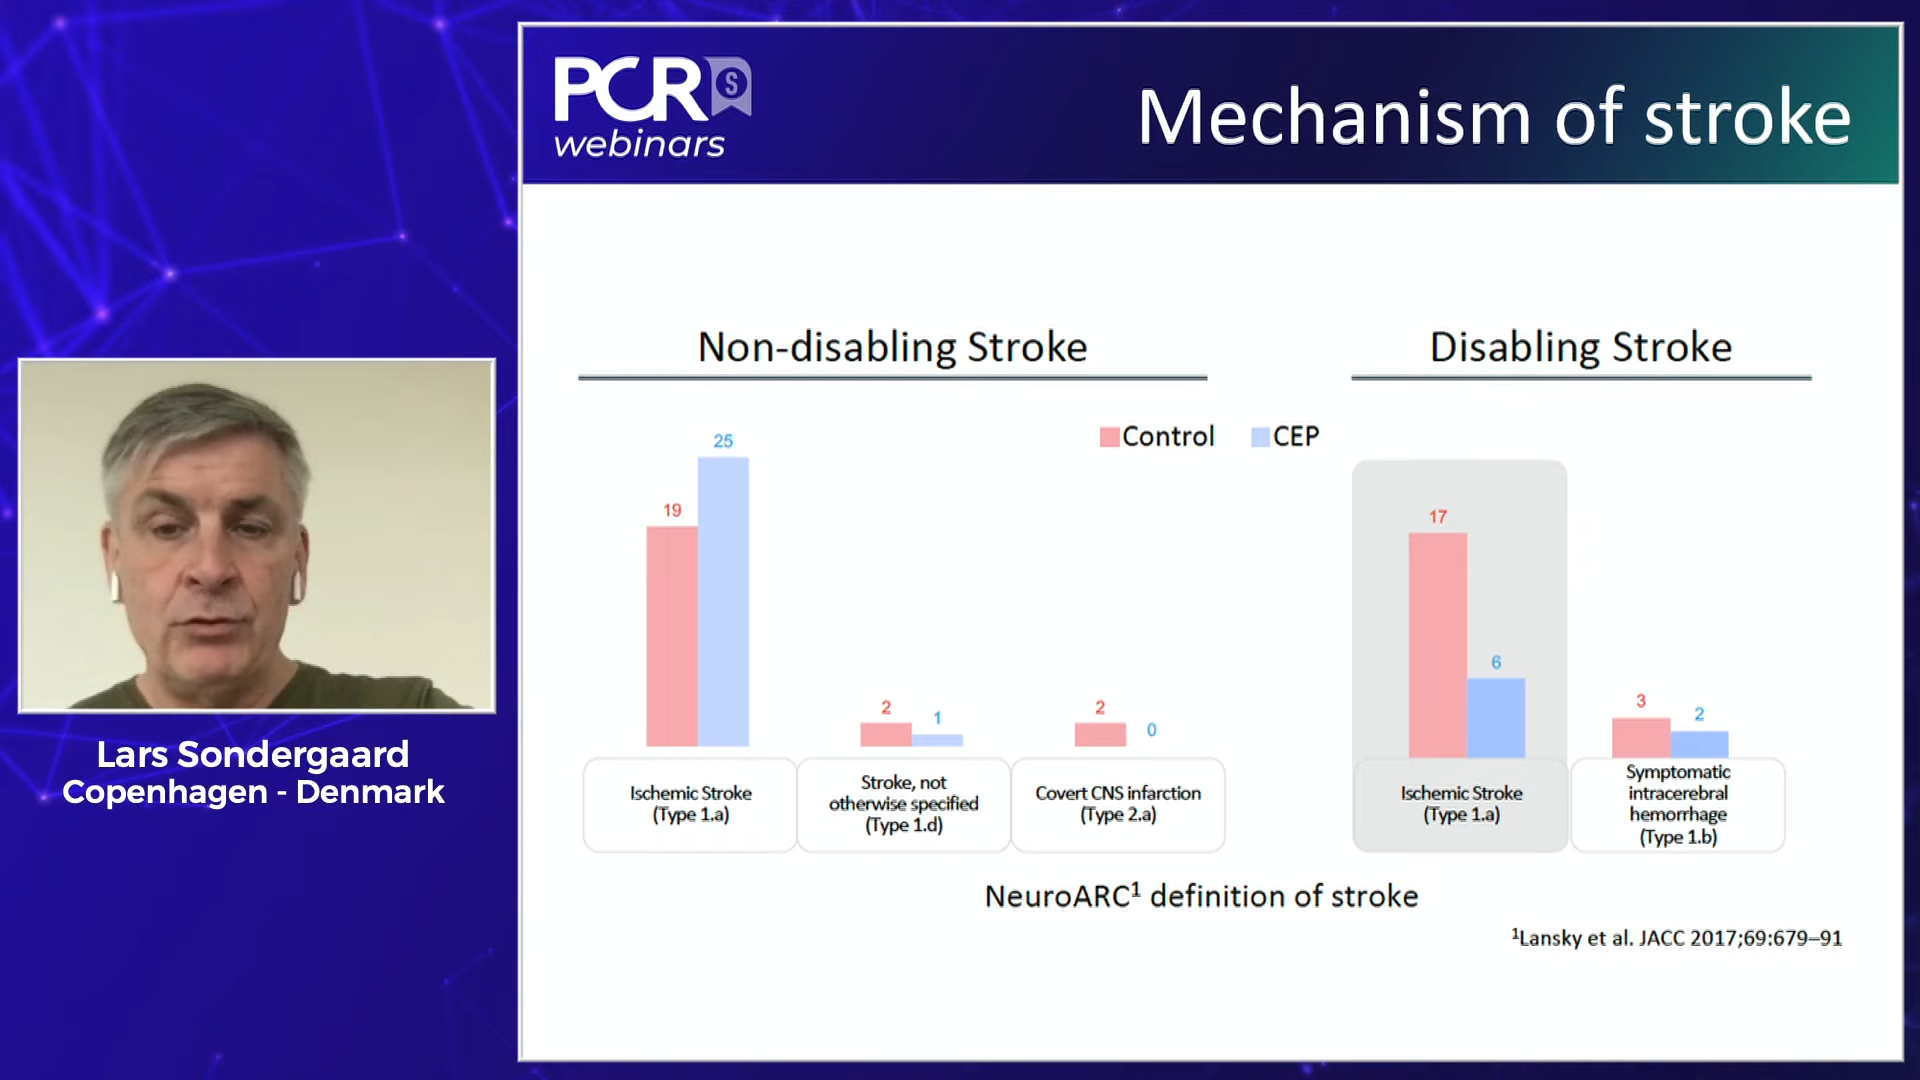 PCR S
webinars
Mechanism of stroke
Non-disabling Stroke
Disabling Stroke
Control CEP
25
19
2
1
2
0
17
6
3
2
Ischemic Stroke
(Type 1.a)
Stroke, not
otherwise specified
(Type 1.d)
Covert CNS infarction
(Type 2.a)
Ischemic Stroke
(Type 1.a)
Symptomatic
intracerebral
hemorrhage
(Type 1.b)
NeuroARC¹ definition of stroke
¹Lansky et al. JACC 2017;69:679–91
Lars Sondergaard
Copenhagen - Denmark